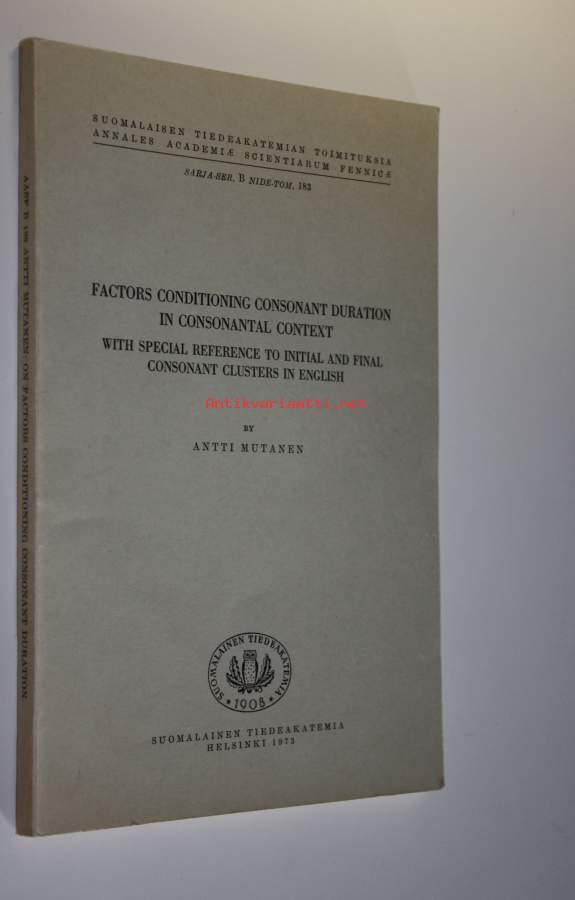 SUOMALAISEN TIEDEAKATEMIAN TOIMITUKSIA
ANNALES ACADEMIÆ SCIENTIARUM FENNICÆ
SARJA-SER. B NIDE-TOM. 183
FACTORS CONDITIONING CONSONANT DURATION
IN CONSONANTAL CONTEXT
WITH SPECIAL REFERENCE TO INITIAL AND FINAL
CONSONANT CLUSTERS IN ENGLISH
Antikvariaatti.net
BY
ANTTI MUTANEN
SUOMALAINEN TIEDEAKATEMIA
1908
SUOMALAINEN TIEDEAKATEMIA
HELSINKI 1973
AASF B 183 ANTTI MUTANEN: ON FACTORS CONDITIONING CONSONANT DURATION